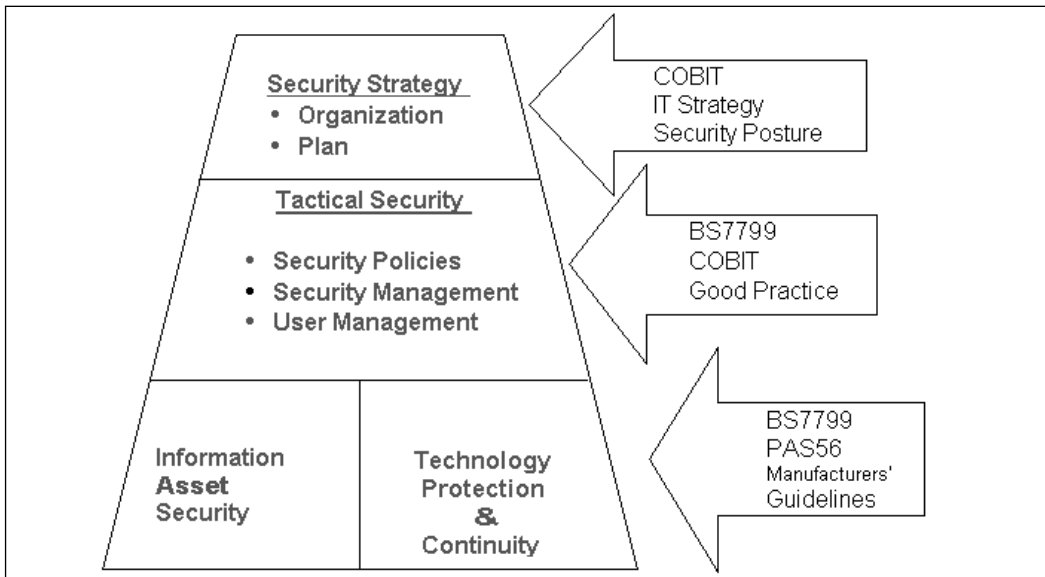 Security Strategy
• Organization
• Plan
COBIT
IT Strategy
Security Posture
Tactical Security
• Security Policies
• Security Management
• User Management
BS7799
COBIT
Good Practice
Information
Asset
Security
Technology
Protection
&
Continuity
BS7799
PAS56
Manufacturers'
Guidelines